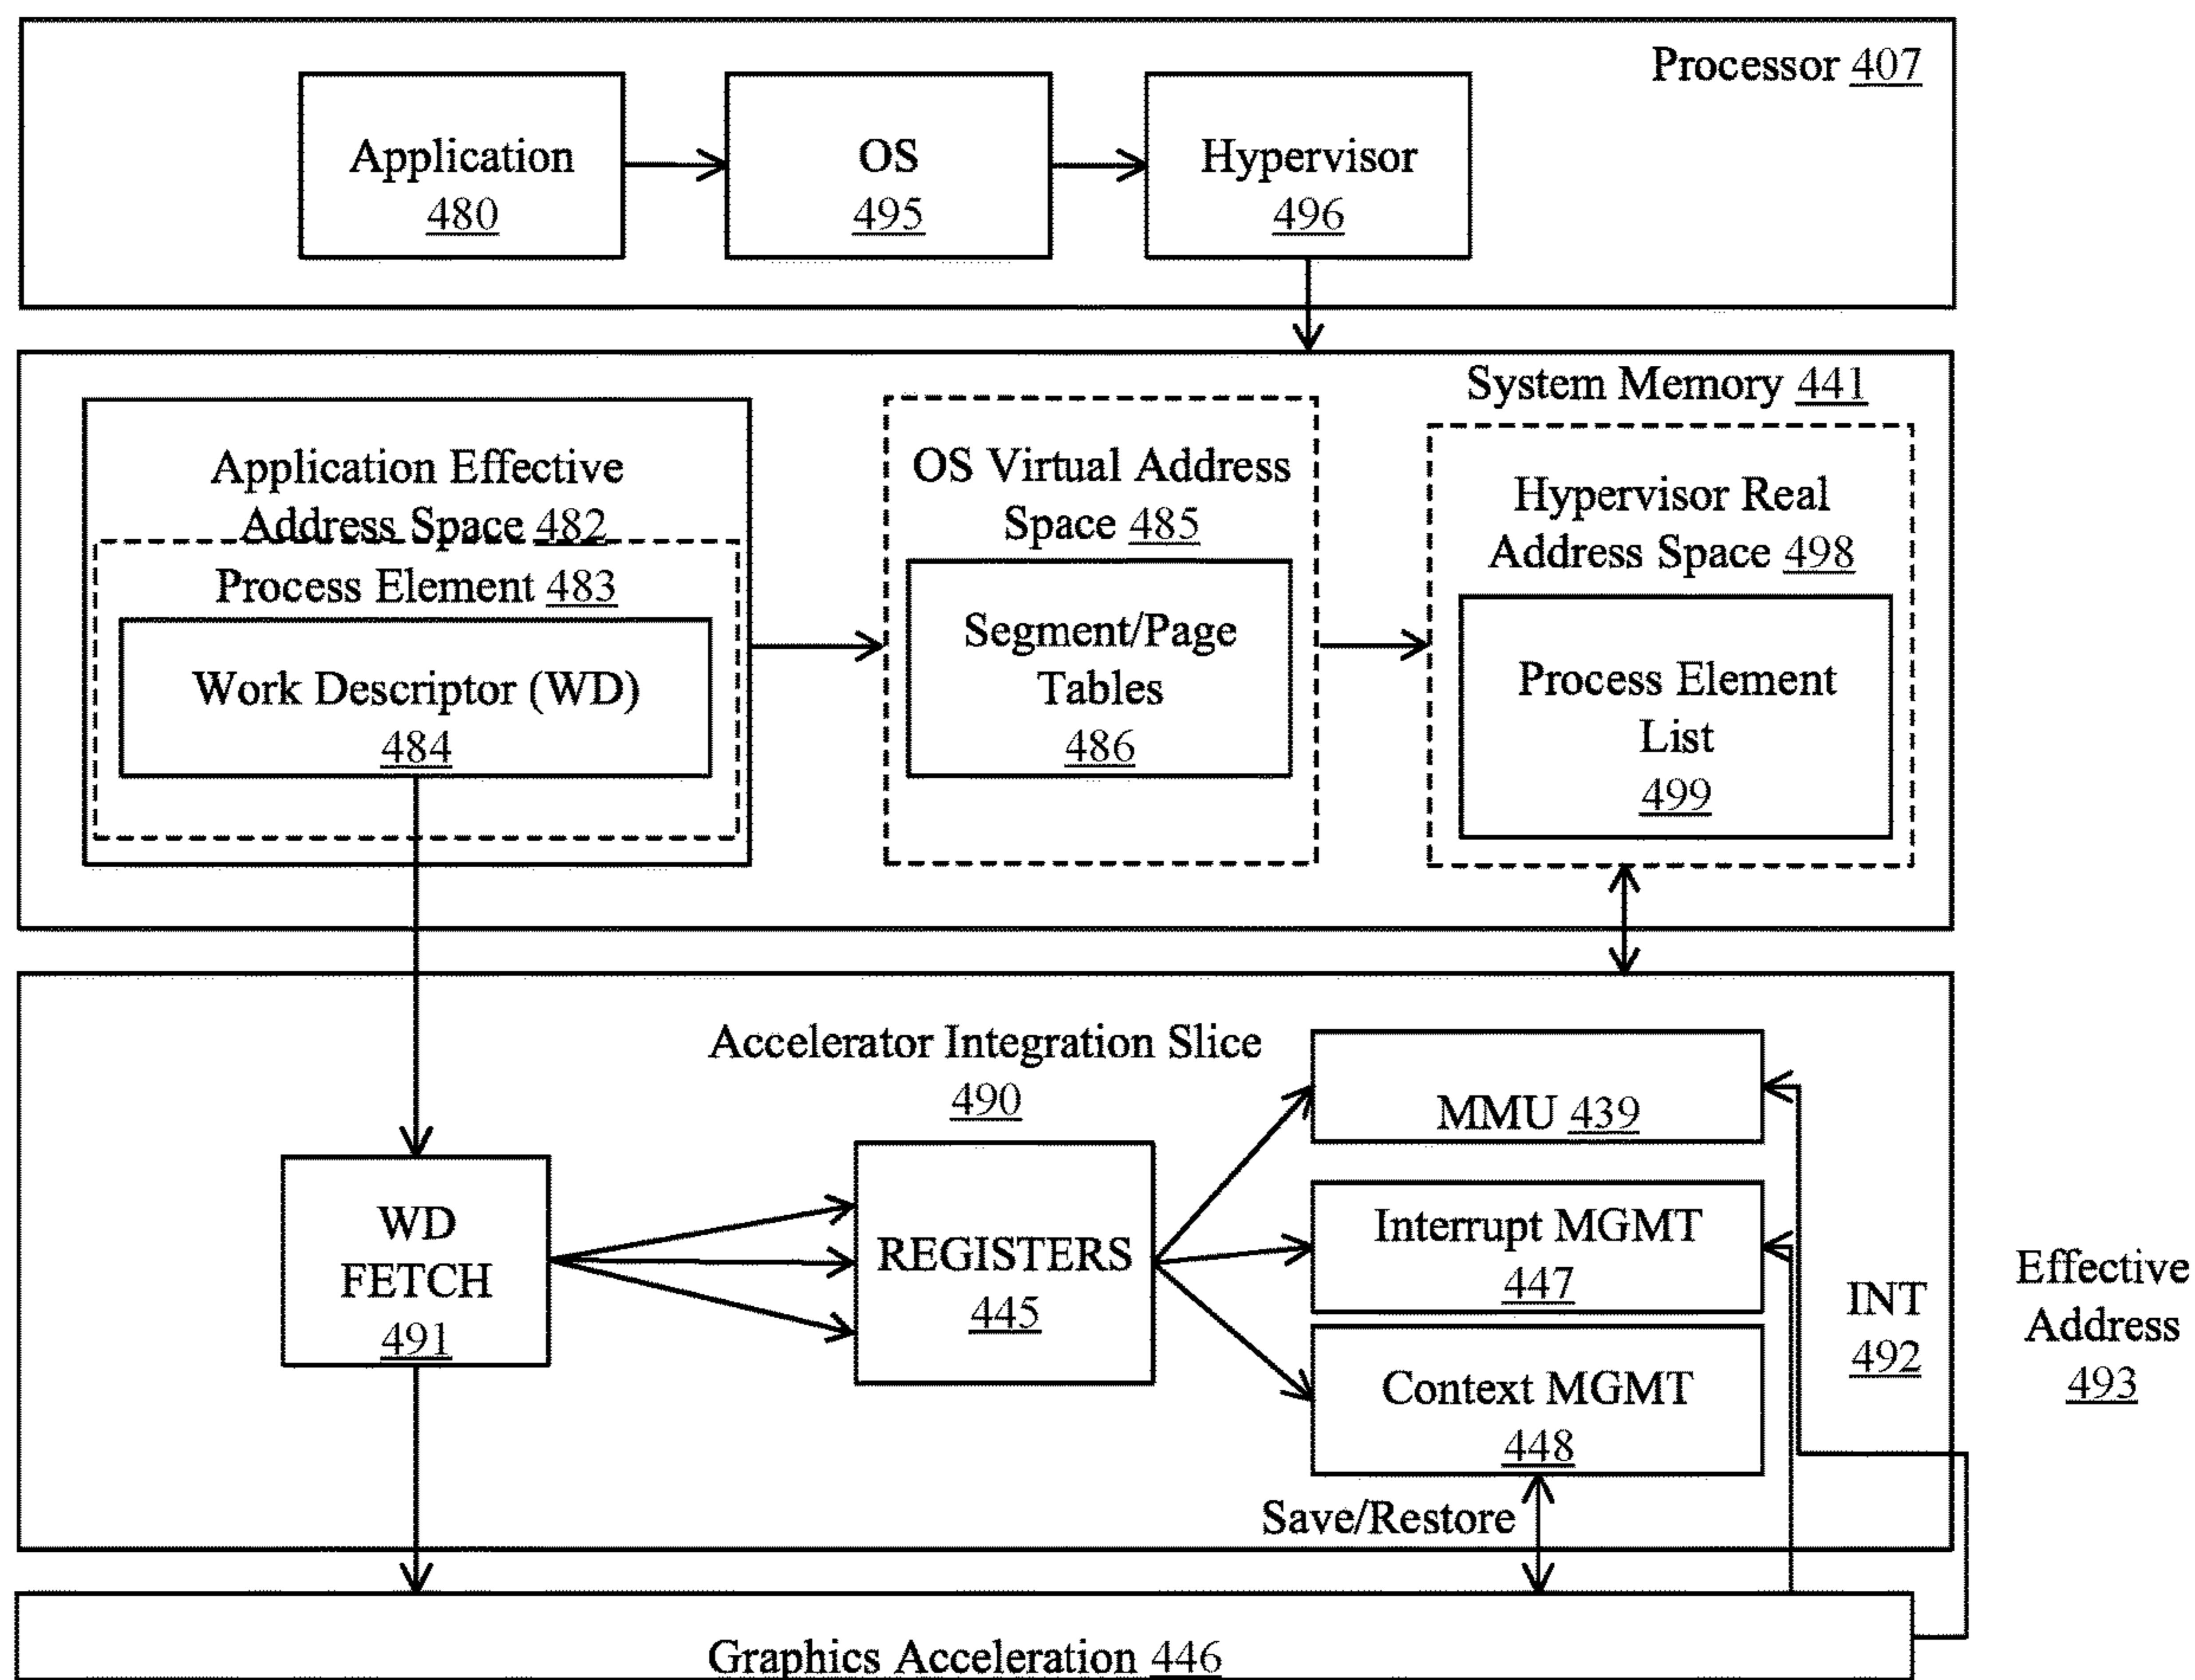 Processor 407
Application
480
OS
495
Hypervisor
496
System Memory 441
Application Effective
Address Space 482
Process Element 483
Work Descriptor (WD)
484
OS Virtual Address
Space 485
Segment/Page
Tables
486
Hypervisor Real
Address Space 498
Process Element
List
499
Accelerator Integration Slice
490
WD
FETCH
491
REGISTERS
445
MMU 439
Interrupt MGMT
447
Context MGMT
448
Save/Restore
INT
492
Effective
Address
493
Graphics Acceleration 446